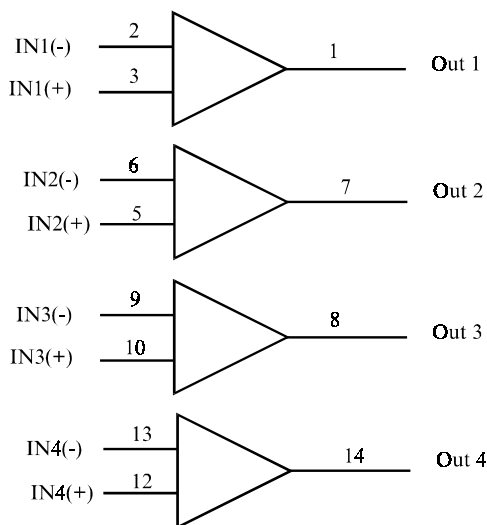 IN1(-) 2
IN1(+) 3
1 Out 1
IN2(-) 6
IN2(+) 5
7 Out 2
IN3(-) 9
IN3(+) 10
8 Out 3
IN4(-) 13
IN4(+) 12
14 Out 4